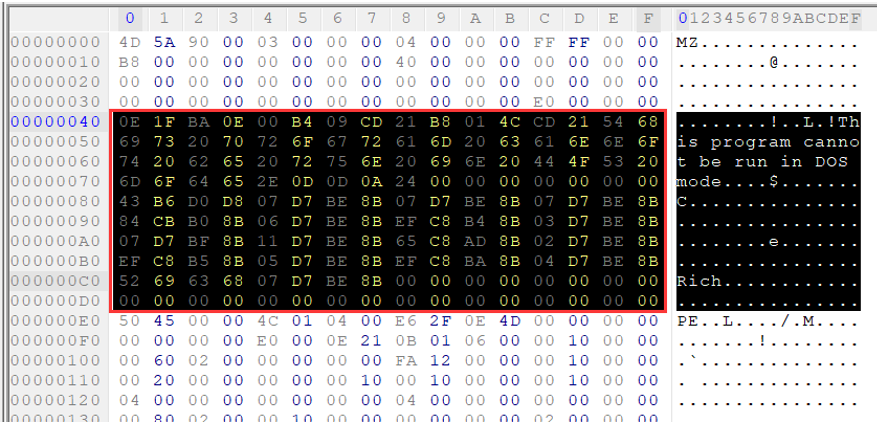 0 1 2 3 4 5 6 7 8 9 A B C D E F 0123456789ABCDEF
00000000 4D 5A 90 00 03 00 00 00 04 00 00 00 FF FF 00 00 MZ..............
00000010 B8 00 00 00 00 00 00 00 40 00 00 00 00 00 00 00 ........@.......
00000020 00 00 00 00 00 00 00 00 00 00 00 00 00 00 00 00 ................
00000030 00 00 00 00 00 00 00 00 00 00 00 00 E0 00 00 00 ................
00000040 0E 1F BA 0E 00 B4 09 CD 21 B8 01 4C CD 21 54 68 ........!..L.!Th
00000050 69 73 20 70 72 6F 67 72 61 6D 20 63 61 6E 6E 6F is program canno
00000060 74 20 62 65 20 72 75 6E 20 69 6E 20 44 4F 53 20 t be run in DOS
00000070 6D 6F 64 65 2E 0D 0D 0A 24 00 00 00 00 00 00 00 mode....$.......
00000080 43 B6 D0 D8 07 D7 BE 8B 07 D7 BE 8B 07 D7 BE 8B C...............
00000090 84 CB B0 8B 06 D7 BE 8B EF C8 B4 8B 03 D7 BE 8B ................
000000A0 07 D7 BF 8B 11 D7 BE 8B 65 C8 AD 8B 02 D7 BE 8B ........e.......
000000B0 EF C8 B5 8B 05 D7 BE 8B EF C8 BA 8B 04 D7 BE 8B ................
000000C0 52 69 63 68 07 D7 BE 8B 00 00 00 00 00 00 00 00 Rich............
000000D0 00 00 00 00 00 00 00 00 00 00 00 00 00 00 00 00 ................
000000E0 50 45 00 00 4C 01 04 00 E6 2F 0E 4D 00 00 00 00 PE..L..../.M....
000000F0 00 00 00 00 E0 00 0E 21 0B 01 06 00 00 10 00 00 .......!........
00000100 00 60 02 00 00 00 00 00 FA 12 00 00 00 10 00 00 .`..............
00000110 00 20 00 00 00 00 00 10 00 10 00 00 00 10 00 00 . ..............
00000120 04 00 00 00 00 00 00 00 04 00 00 00 00 00 00 00 ................
00000130 00 80 02 00 00 10 00 00 00 00 00 00 02 00 00 00